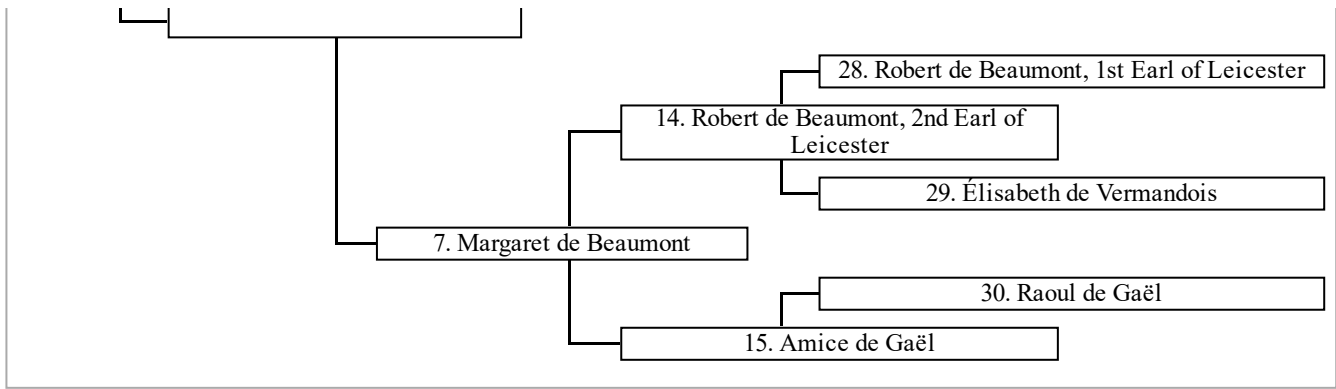 28. Robert de Beaumont, 1st Earl of Leicester
14. Robert de Beaumont, 2nd Earl of
Leicester
29. Élisabeth de Vermandois
7. Margaret de Beaumont
30. Raoul de Gaël
15. Amice de Gaël